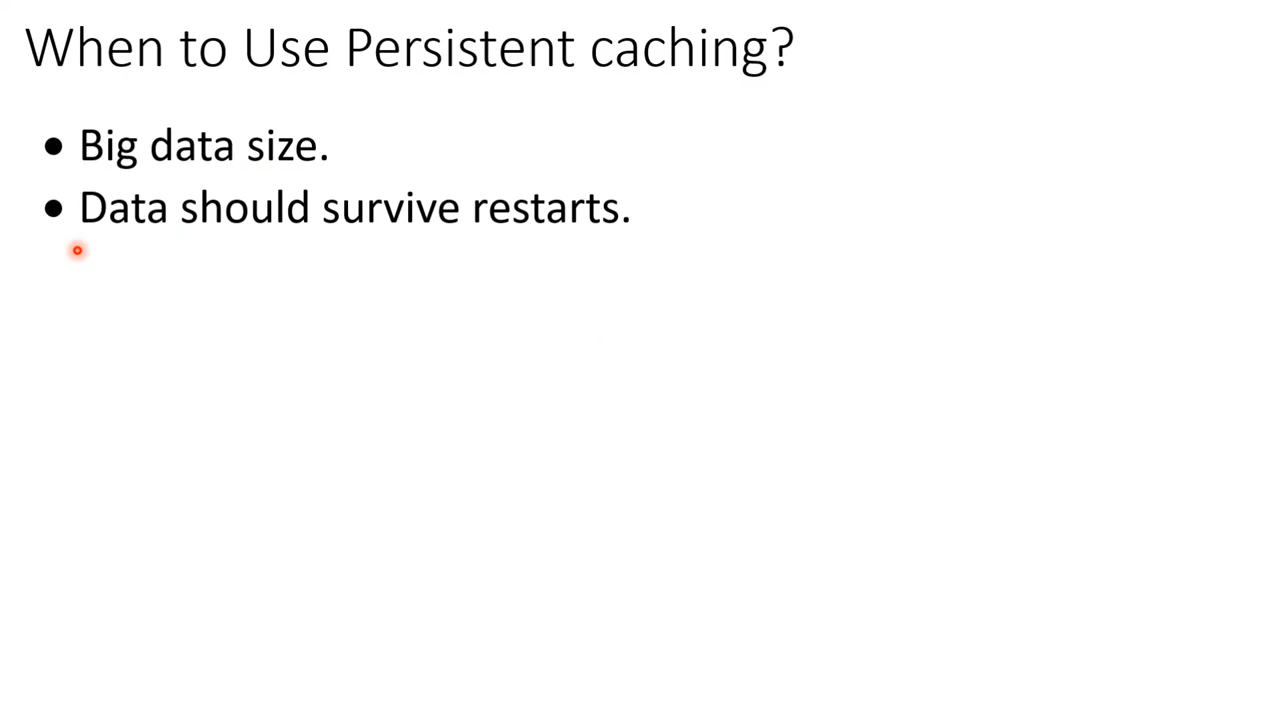 When to Use Persistent caching?
• Big data size.
• Data should survive restarts.